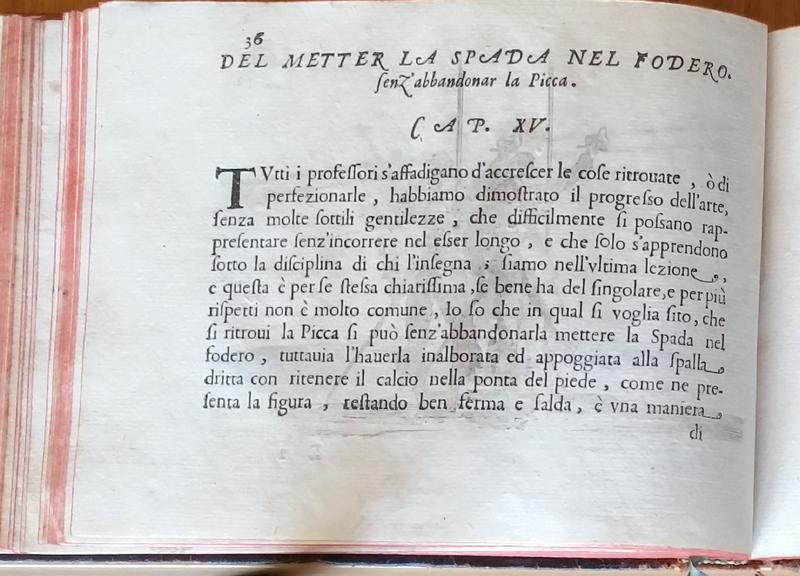 36
DEL METTER LA SPADA NEL FODERO.
ſenz'abbandonar la Picca.
CAP. XV.
TVtti i profeſſori s'affadigano d'accreſcer le coſe ritrouate , ò di
perfezionarle , habbiamo dimoſtrato il progreſso dell'arte,
ſenza molte ſottili gentilezze , che difficilmente ſi poſsano rap-
preſentare ſenz'incorrere nel eſser longo , e che ſolo s'apprendono
ſotto la diſciplina di chi l'inſegna ; ſiamo nell'vltima lezione ,
e queſta è per ſe ſteſsa chiariſſima ,ſe bene ha del ſingolare,e per più
riſpetti non è molto comune , Io ſo che in qual ſi voglia ſito, che
ſi ritroui la Picca ſi può ſenz'abbandonarla mettere la Spada nel
fodero , tuttauia l'hauerla inalborata ed appoggiata alla ſpalla
dritta con ritenere il calcio nella ponta del piede , come ne pre-
ſenta la figura , reſtando ben ferma e ſalda , è vna maniera
di